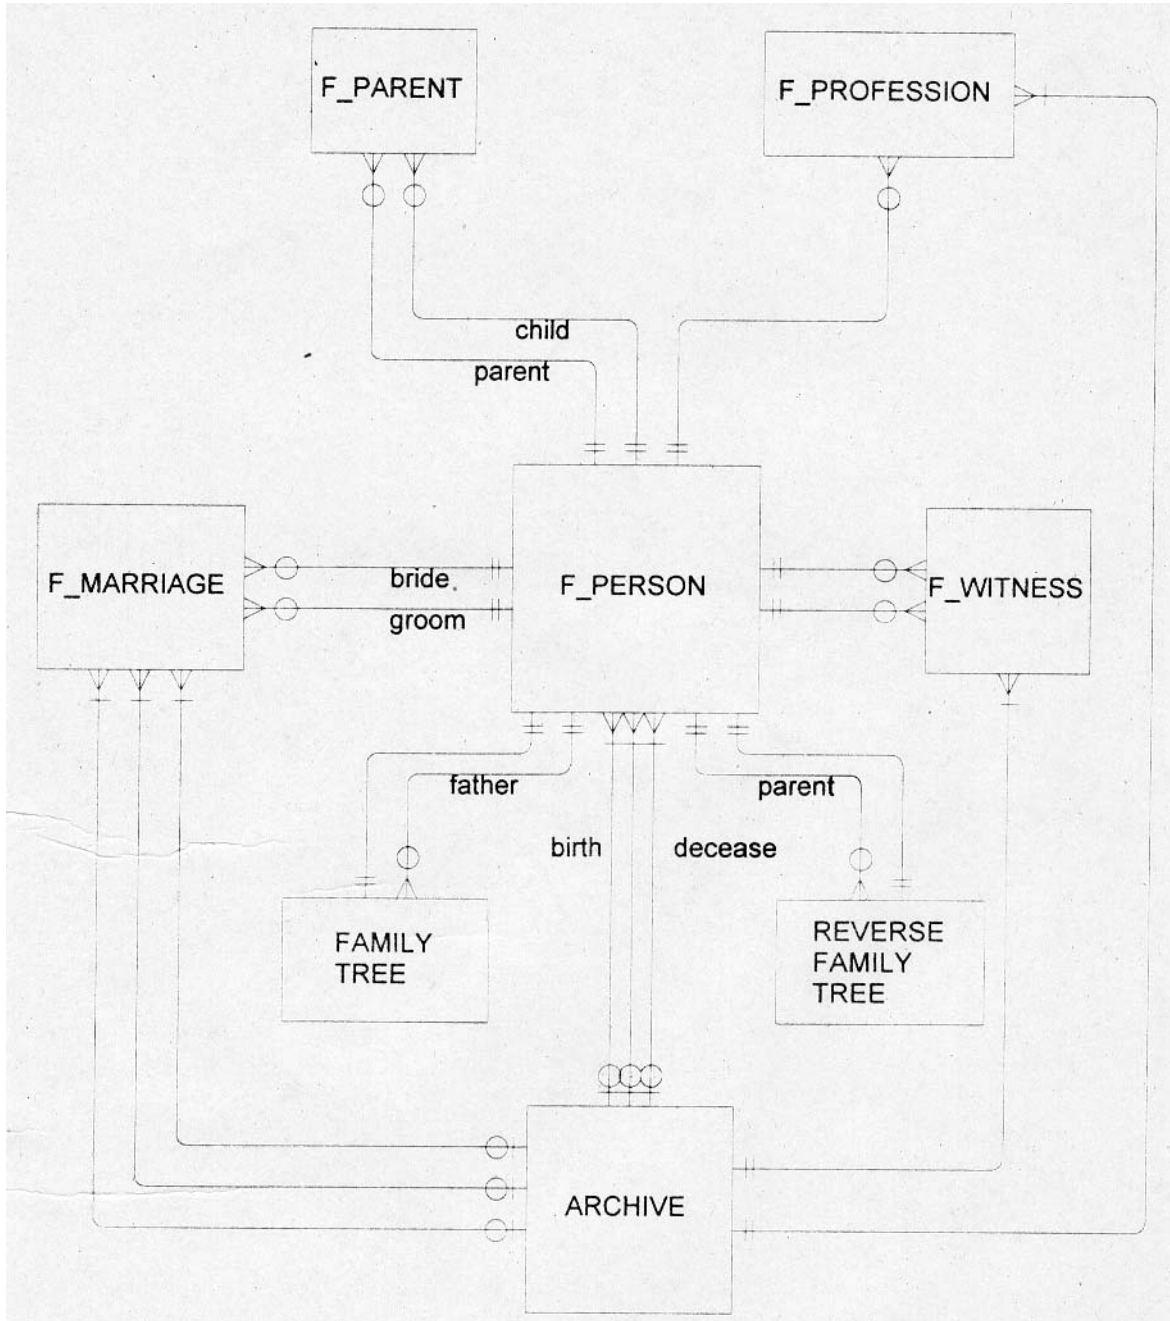 F_PARENT
F_PROFESSION
child
parent
F_MARRIAGE
bride
groom
F_PERSON
F_WITNESS
father
parent
birth
decease
FAMILY
TREE
REVERSE
FAMILY
TREE
ARCHIVE